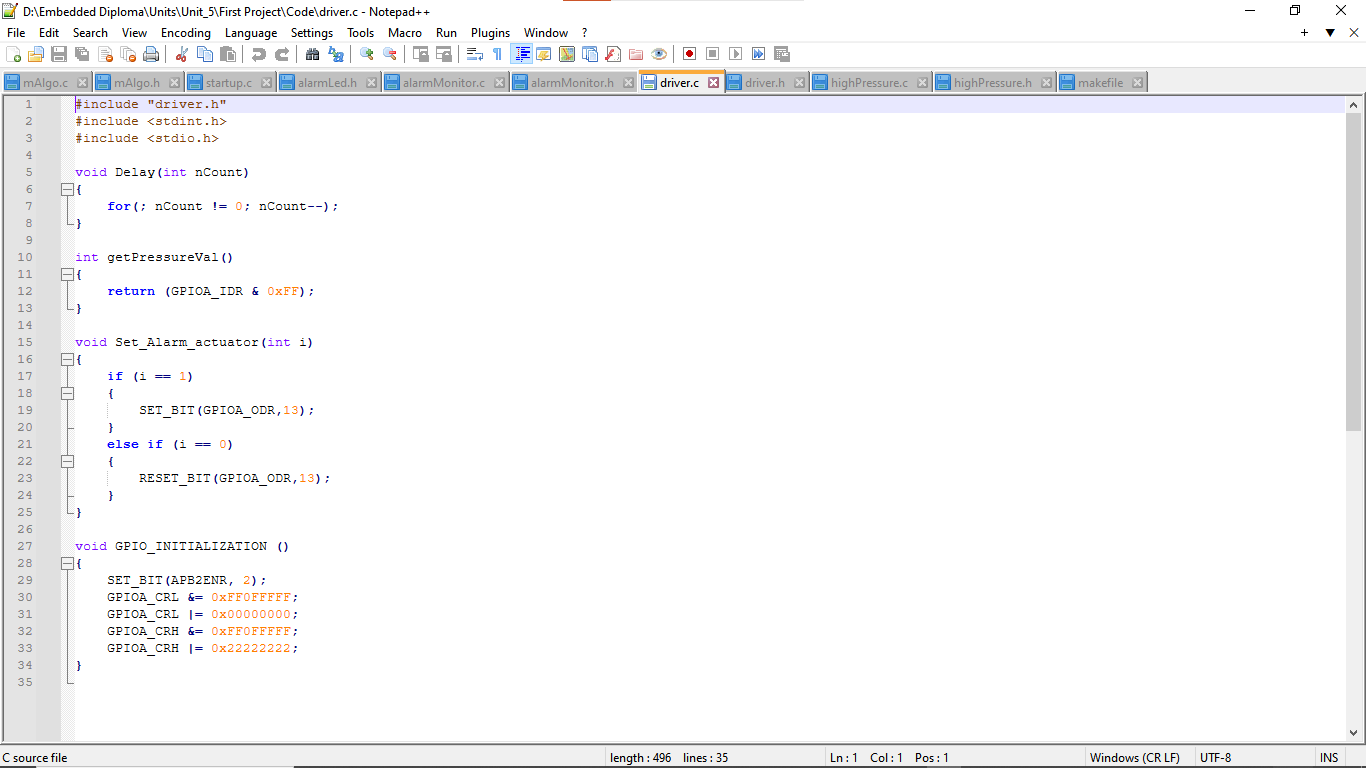 D:\Embedded Diploma\Units\Unit_5\First Project\Code\driver.c - Notepad++
File Edit Search View Encoding Language Settings Tools Macro Run Plugins Window ?
mAlgo.c mAlgo.h startup.c alarmLed.h alarmMonitor.c alarmMonitor.h driver.c driver.h highPressure.c highPressure.h makefile
1 #include "driver.h"
2 #include <stdint.h>
3 #include <stdio.h>
4
5 void Delay(int nCount)
6 {
7 for(; nCount != 0; nCount--);
8 }
9
10 int getPressureVal()
11 {
12 return (GPIOA_IDR & 0xFF);
13 }
14
15 void Set_Alarm_actuator(int i)
16 {
17 if (i == 1)
18 {
19 SET_BIT(GPIOA_ODR,13);
20 }
21 else if (i == 0)
22 {
23 RESET_BIT(GPIOA_ODR,13);
24 }
25 }
26
27 void GPIO_INITIALIZATION ()
28 {
29 SET_BIT(APB2ENR, 2);
30 GPIOA_CRL &= 0xFF0FFFFF;
31 GPIOA_CRL |= 0x00000000;
32 GPIOA_CRH &= 0xFF0FFFFF;
33 GPIOA_CRH |= 0x22222222;
34 }
35
C source file length : 496 lines : 35 Ln : 1 Col : 1 Pos : 1 Windows (CR LF) UTF-8 INS